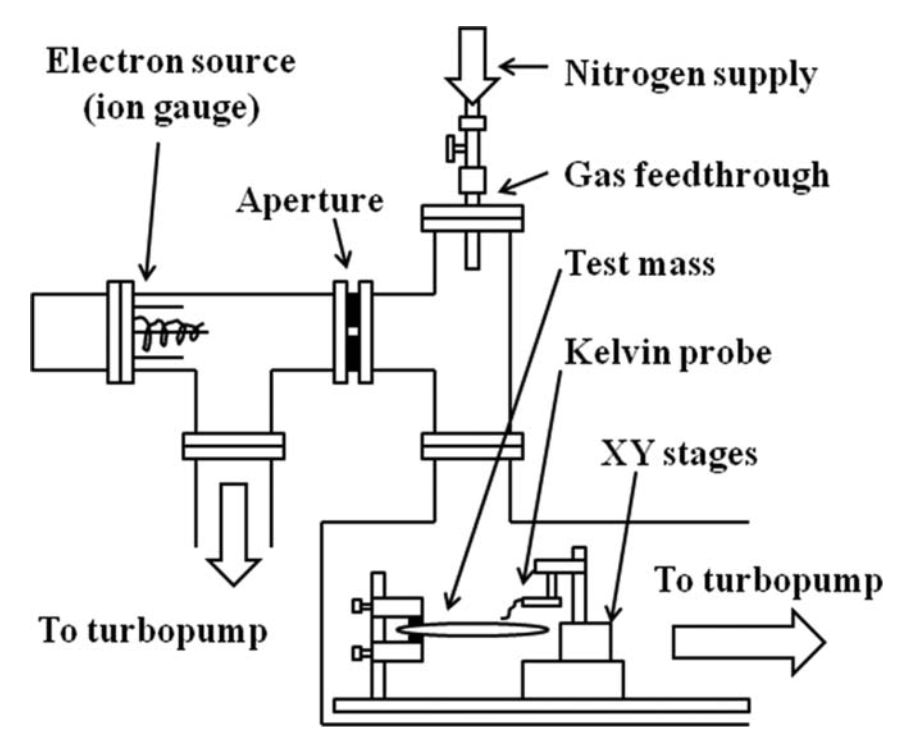 Electron source
(ion gauge)
Nitrogen supply
Gas feedthrough
Aperture
Test mass
Kelvin probe
XY stages
To turbopump
To turbopump